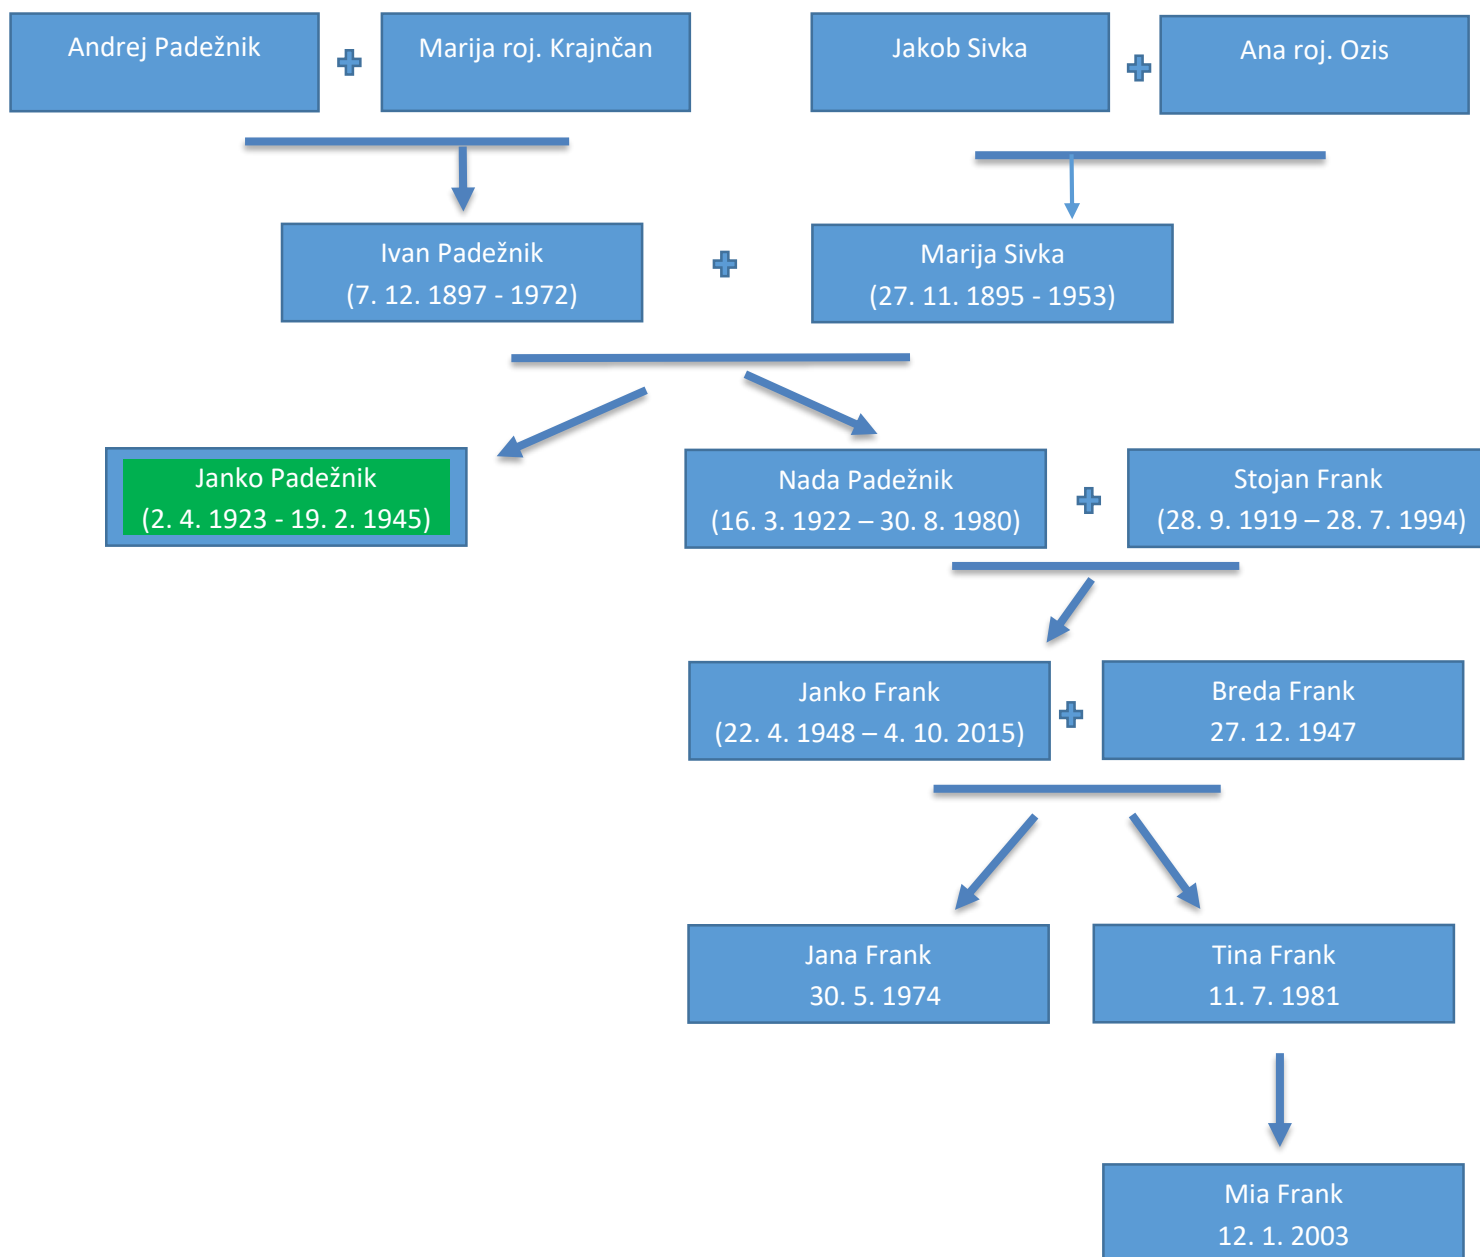 Andrej Padežnik
Marija roj. Krajnčan
Jakob Sivka
Ana roj. Ozis
Ivan Padežnik
(7. 12. 1897 - 1972)
Marija Sivka
(27. 11. 1895 - 1953)
Janko Padežnik
(2. 4. 1923 - 19. 2. 1945)
Nada Padežnik
(16. 3. 1922 – 30. 8. 1980)
Stojan Frank
(28. 9. 1919 – 28. 7. 1994)
Janko Frank
(22. 4. 1948 – 4. 10. 2015)
Breda Frank
27. 12. 1947
Jana Frank
30. 5. 1974
Tina Frank
11. 7. 1981
Mia Frank
12. 1. 2003